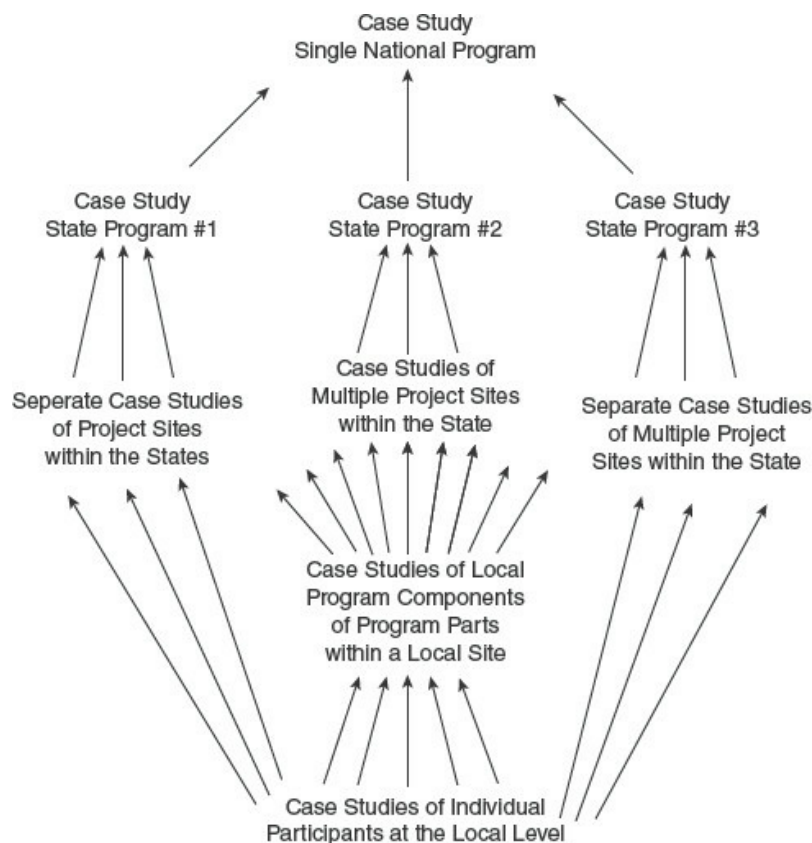 Case Study
Single National Program
Case Study
State Program #1
Case Study
State Program #2
Case Study
State Program #3
Seperate Case Studies
of Project Sites
within the States
Case Studies of
Multiple Project Sites
within the State
Separate Case Studies
of Multiple Project
Sites within the State
Case Studies of Local
Program Components
of Program Parts
within a Local Site
Case Studies of Individual
Participants at the Local Level